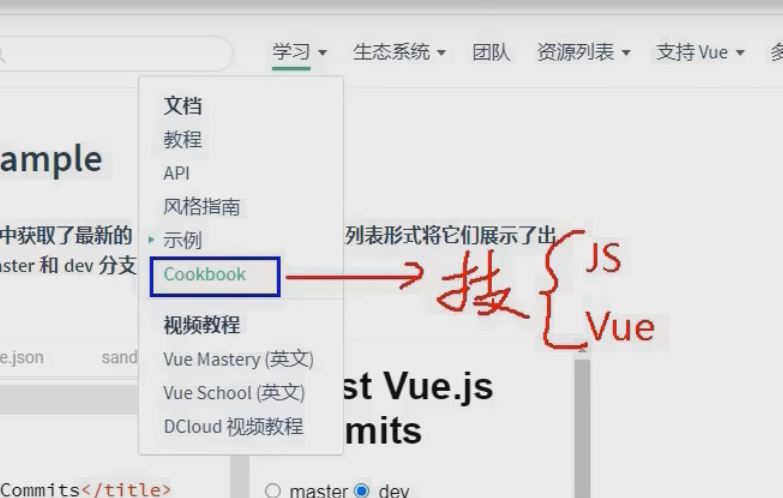 学习 生态系统 团队 资源列表 支持 Vue
文档
教程
ample
API
风格指南
中获取了最新的 列表形式将它们展示了出
示例
ster 和 dev 分支
Cookbook
技
JS
Vue
视频教程
e.json sand
Vue Mastery (英文)
Vue School (英文)
st Vue.js
DCloud 视频教程
mits
Commits</title>
master dev